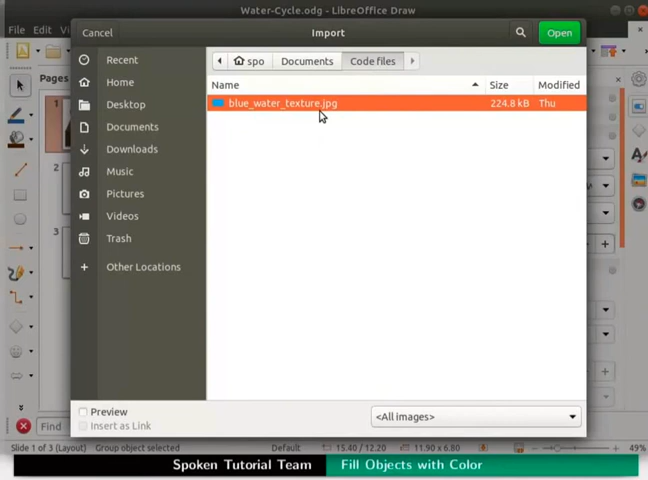 Water-Cycle.odg - LibreOffice Draw
File Edit
Cancel Import Open
Pages
Recent
Home
Desktop
Documents
Downloads
Music
Pictures
Videos
Trash
Other Locations
spo Documents Code files
Name Size Modified
blue_water_texture.jpg 224.8 kB Thu
1
2
3
Preview
Insert as Link
<All images>
Find
Slide 1 of 3 (Layout) Group object selected Default 15.40 / 12.20 11.90 x 6.80 49%
Spoken Tutorial Team Fill Objects with Color